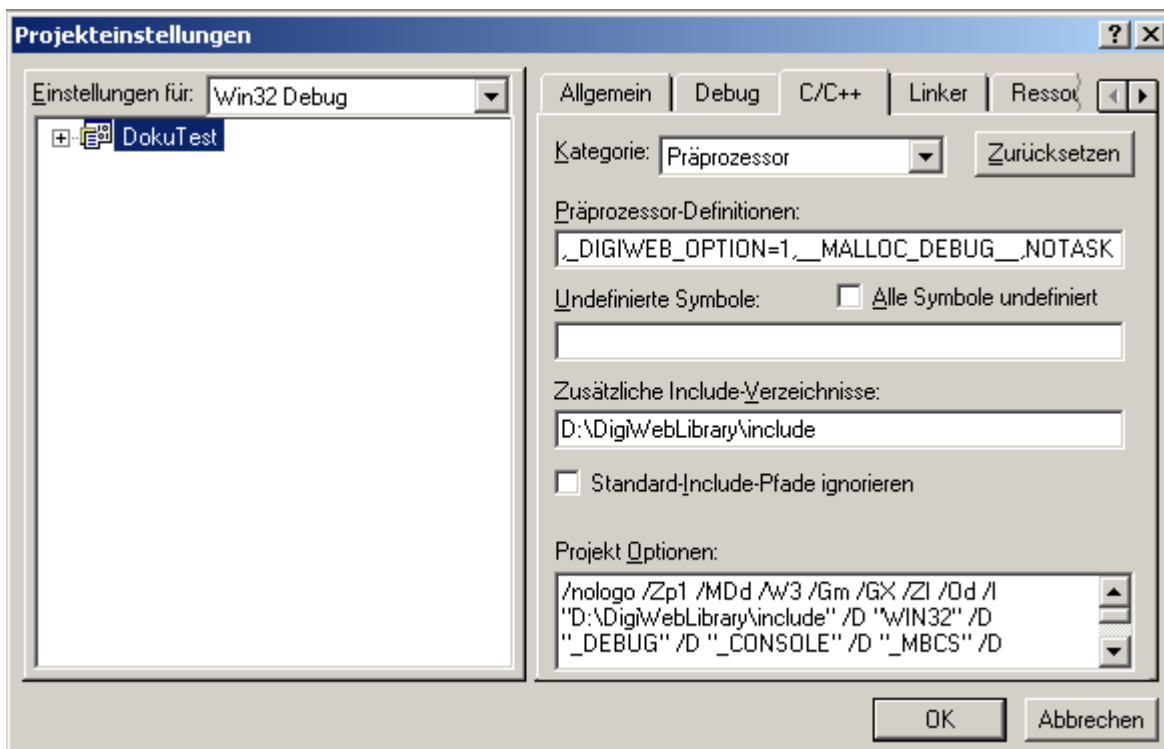 Projekteinstellungen
Einstellungen für: Win32 Debug
DokuTest
Allgemein Debug C/C++ Linker
Kategorie: Präprozessor Zurücksetzen
Präprozessor-Definitionen:
,_DIGIWEB_OPTION=1,__MALLOC_DEBUG__,NOTASK
Undefinierte Symbole: Alle Symbole undefiniert
Zusätzliche Include-Verzeichnisse:
D:\DigiWebLibrary\include
Standard-Include-Pfade ignorieren
Projekt Optionen:
/nologo /Zp1 /MDd /W3 /Gm /GX /ZI /Od /I
"D:\DigiWebLibrary\include" /D "WIN32" /D
"_DEBUG" /D "_CONSOLE" /D "_MBCS" /D
OK Abbrechen